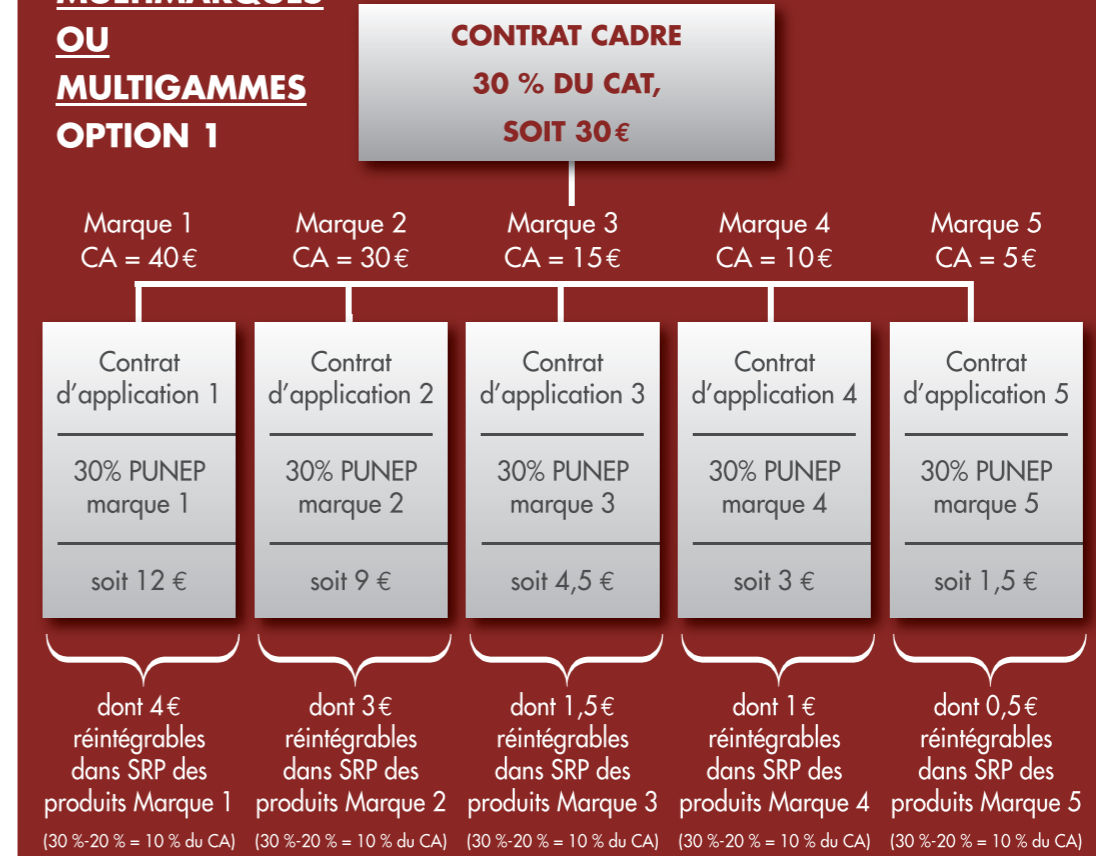 MULTIMARQUES
OU
MULTIGAMMES
OPTION 1
CONTRAT CADRE
30 % DU CAT,
SOIT 30 €
Marque 1
CA = 40 €
Marque 2
CA = 30 €
Marque 3
CA = 15 €
Marque 4
CA = 10 €
Marque 5
CA = 5 €
Contrat
d’application 1
30% PUNEP
marque 1
soit 12 €
Contrat
d’application 2
30% PUNEP
marque 2
soit 9 €
Contrat
d’application 3
30% PUNEP
marque 3
soit 4,5 €
Contrat
d’application 4
30% PUNEP
marque 4
soit 3 €
Contrat
d’application 5
30% PUNEP
marque 5
soit 1,5 €
dont 4 €
réintégrables
dans SRP des
produits Marque 1
(30 %-20 % = 10 % du CA)
dont 3 €
réintégrables
dans SRP des
produits Marque 2
(30 %-20 % = 10 % du CA)
dont 1,5 €
réintégrables
dans SRP des
produits Marque 3
(30 %-20 % = 10 % du CA)
dont 1 €
réintégrables
dans SRP des
produits Marque 4
(30 %-20 % = 10 % du CA)
dont 0,5 €
réintégrables
dans SRP des
produits Marque 5
(30 %-20 % = 10 % du CA)